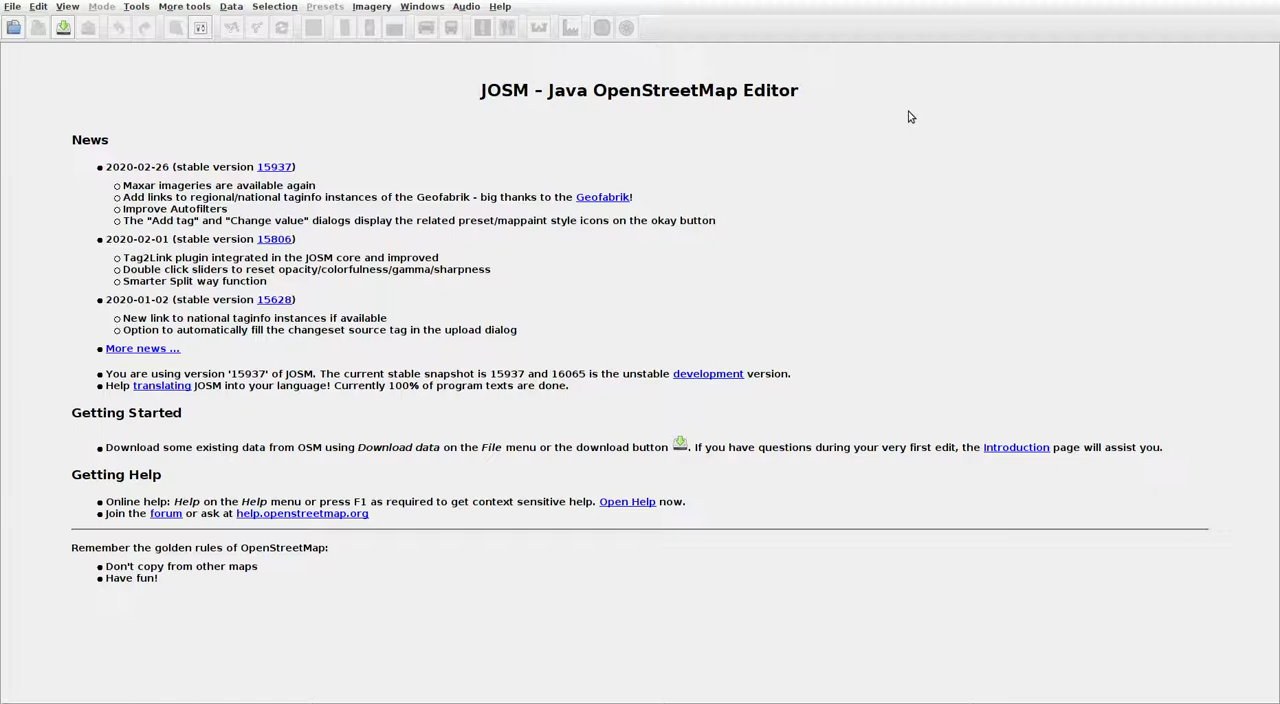 File Edit View Mode Tools More tools Data Selection Presets Imagery Windows Audio Help
JOSM – Java OpenStreetMap Editor
News
2020-02-26 (stable version 15937)
Maxar imageries are available again
Add links to regional/national taginfo instances of the Geofabrik - big thanks to the Geofabrik!
Improve Autofilters
The "Add tag" and "Change value" dialogs display the related preset/mappaint style icons on the okay button
2020-02-01 (stable version 15806)
Tag2Link plugin integrated in the JOSM core and improved
Double click sliders to reset opacity/colorfulness/gamma/sharpness
Smarter Split way function
2020-01-02 (stable version 15628)
New link to national taginfo instances if available
Option to automatically fill the changeset source tag in the upload dialog
More news ...
You are using version '15937' of JOSM. The current stable snapshot is 15937 and 16065 is the unstable development version.
Help translating JOSM into your language! Currently 100% of program texts are done.
Getting Started
Download some existing data from OSM using Download data on the File menu or the download button . If you have questions during your very first edit, the Introduction page will assist you.
Getting Help
Online help: Help on the Help menu or press F1 as required to get context sensitive help. Open Help now.
Join the forum or ask at help.openstreetmap.org
Remember the golden rules of OpenStreetMap:
Don't copy from other maps
Have fun!